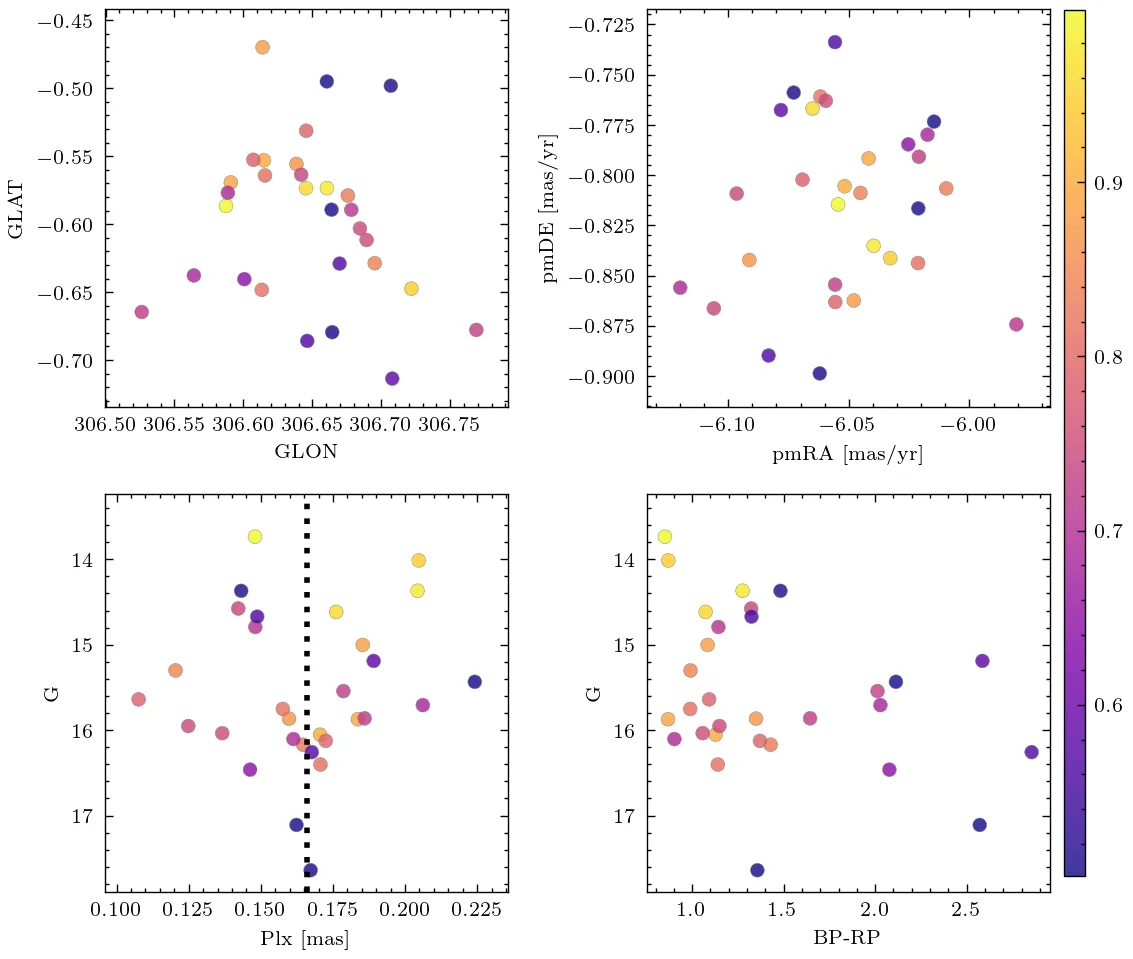 −0.45
−0.50
−0.55
−0.60
−0.65
−0.70
GLAT
306.50 306.55 306.60 306.65 306.70 306.75
GLON
−0.725
−0.750
−0.775
−0.800
−0.825
−0.850
−0.875
−0.900
pmDE [mas/yr]
−6.10 −6.05 −6.00
pmRA [mas/yr]
0.9
0.8
0.7
0.6
14
15
16
17
G
0.100 0.125 0.150 0.175 0.200 0.225
Plx [mas]
14
15
16
17
G
1.0 1.5 2.0 2.5
BP-RP